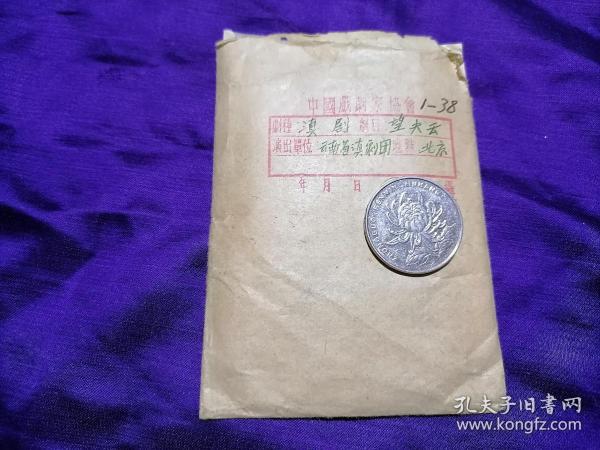 中國戲劇家協會 1-38
劇種 滇剧 劇目 望夫云
演出單位 云南省滇剧团 地點 北京
年 月 日
孔夫子旧书网
www.kongfz.com